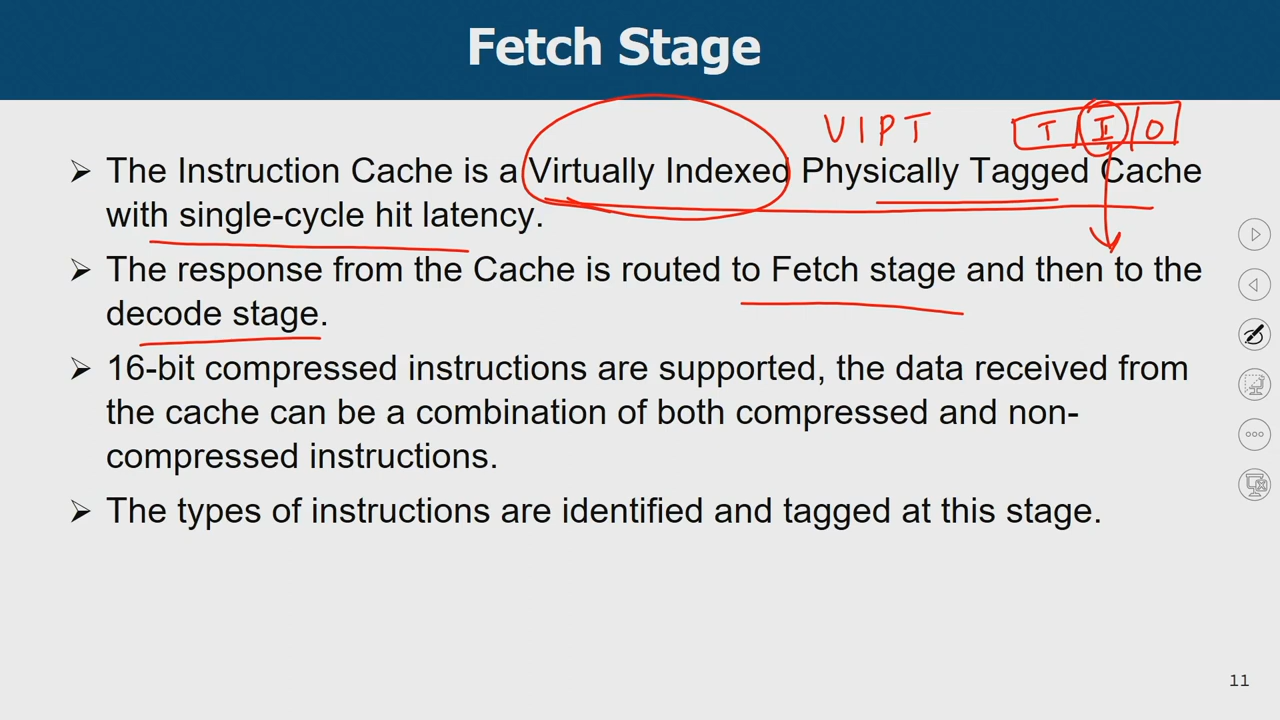 Fetch Stage
V I P T
T I O
➢ The Instruction Cache is a Virtually Indexed Physically Tagged Cache
with single-cycle hit latency.
➢ The response from the Cache is routed to Fetch stage and then to the
decode stage.
➢ 16-bit compressed instructions are supported, the data received from
the cache can be a combination of both compressed and non-
compressed instructions.
➢ The types of instructions are identified and tagged at this stage.
11